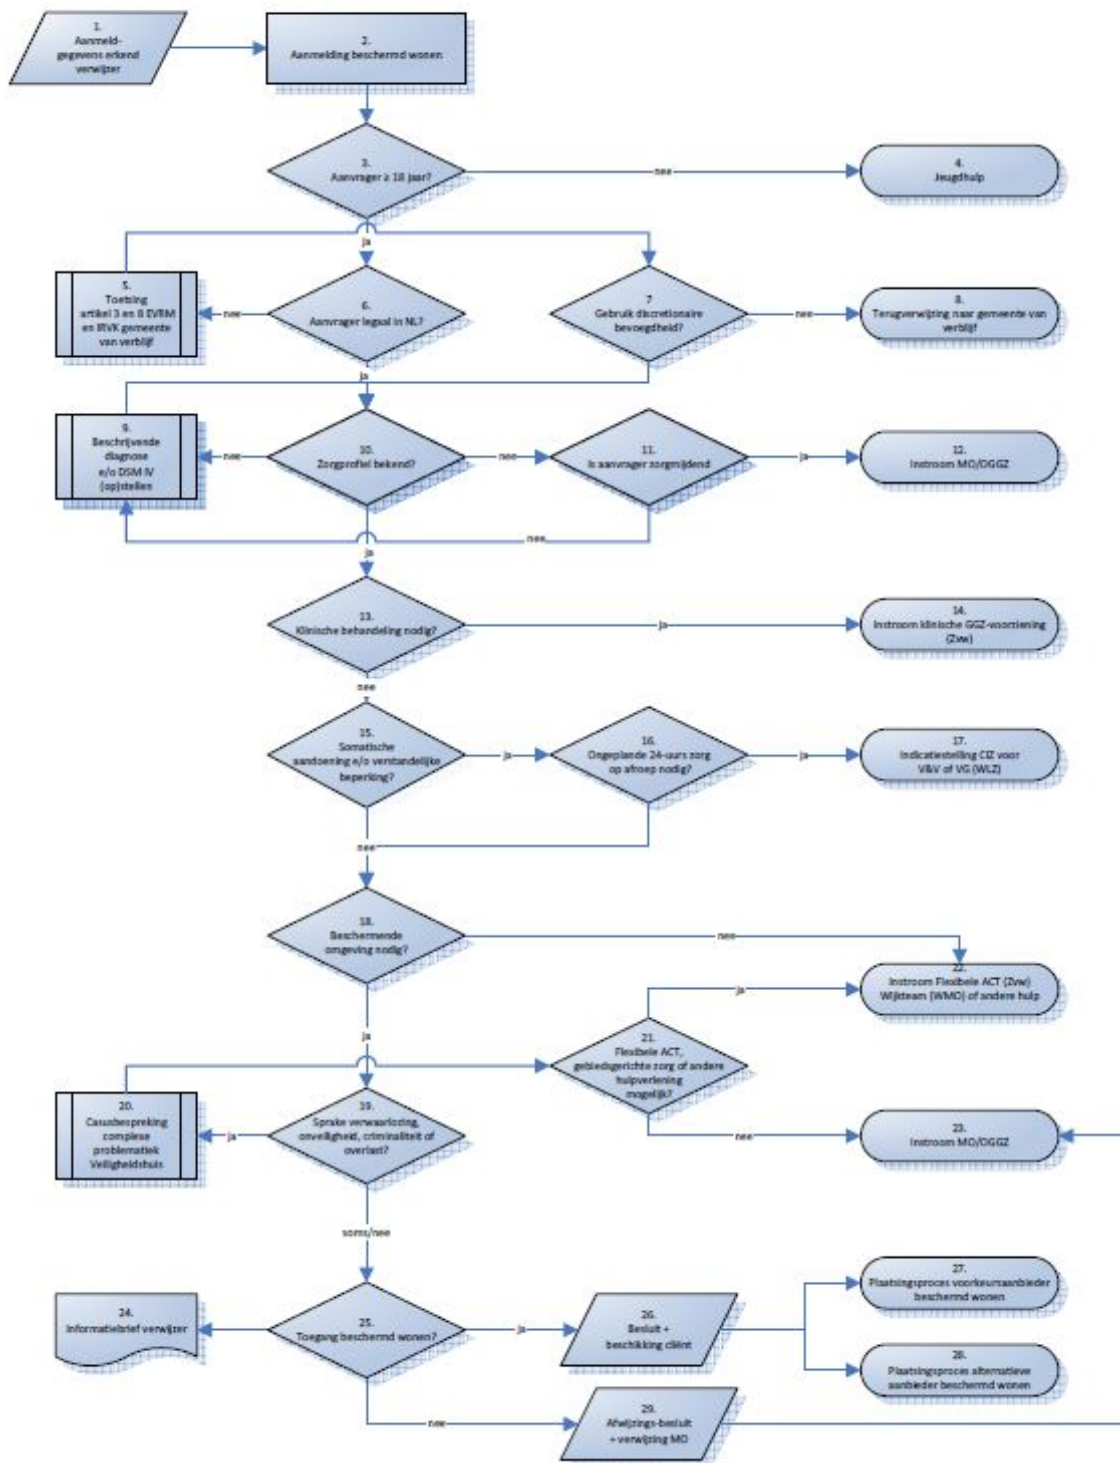 1.
Aanmeld-
gegevens erkend
verwijzer
2.
Aanmelding beschermd wonen
3.
Aanvrager ≥ 18 jaar?
nee
4.
Jeugdhulp
ja
5.
Toetsing
artikel 3 en 8 EVRM
en IRVK gemeente
van verblijf
nee
6.
Aanvrager legaal in NL?
7
Gebruik discretionaire
bevoegdheid?
nee
8.
Terugverwijzing naar gemeente van
verblijf
ja
9.
Beschrijvende
diagnose
e/o DSM IV
(op)stellen
nee
10.
Zorgprofiel bekend?
nee
11.
Is aanvrager zorgmijdend
ja
12.
Instroom MO/OGGZ
nee
ja
13.
Klinische behandeling nodig?
ja
14.
Instroom klinische GGZ-voorziening
(Zvw)
nee
15.
Somatische
aandoening e/o verstandelijke
beperking?
ja
16.
Ongeplande 24-uurs zorg
op afroep nodig?
ja
17.
Indicatiestelling CIZ voor
V&V of VG (WLZ)
nee
18.
Beschermende
omgeving nodig?
nee
22.
Instroom Flexibele ACT (Zvw)
Wijkteam (WMO) of andere hulp
ja
ja
21.
Flexibele ACT,
gebiedsgerichte zorg of andere
hulpverlening
mogelijk?
20.
Casusbespreking
complexe
problematiek
Veiligheidshuis
ja
19.
Sprake verwaarlozing,
onveiligheid, criminaliteit of
overlast?
nee
23.
Instroom MO/OGGZ
soms/nee
24.
Informatiebrief verwijzer
25.
Toegang beschermd wonen?
ja
26.
Besluit +
beschikking cliënt
27.
Plaatsingsproces voorkeursaanbieder
beschermd wonen
28.
Plaatsingsproces alternatieve
aanbieder beschermd wonen
nee
29.
Afwijzings-besluit
+ verwijzing MO